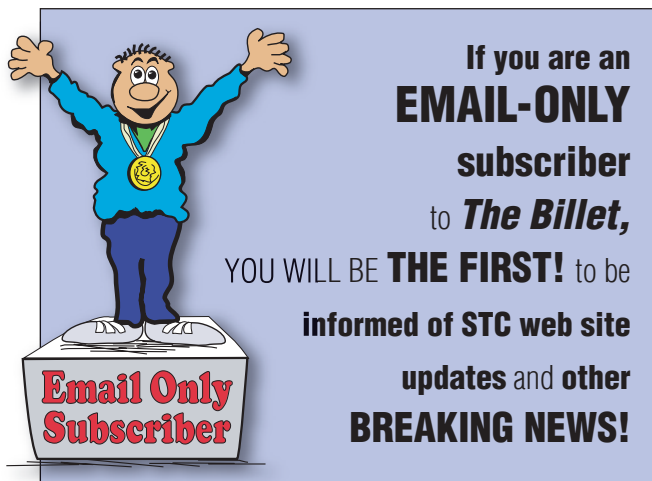 If you are an
EMAIL-ONLY
subscriber
to The Billet,
YOU WILL BE THE FIRST! to be
informed of STC web site
updates and other
BREAKING NEWS!
Email Only
Subscriber